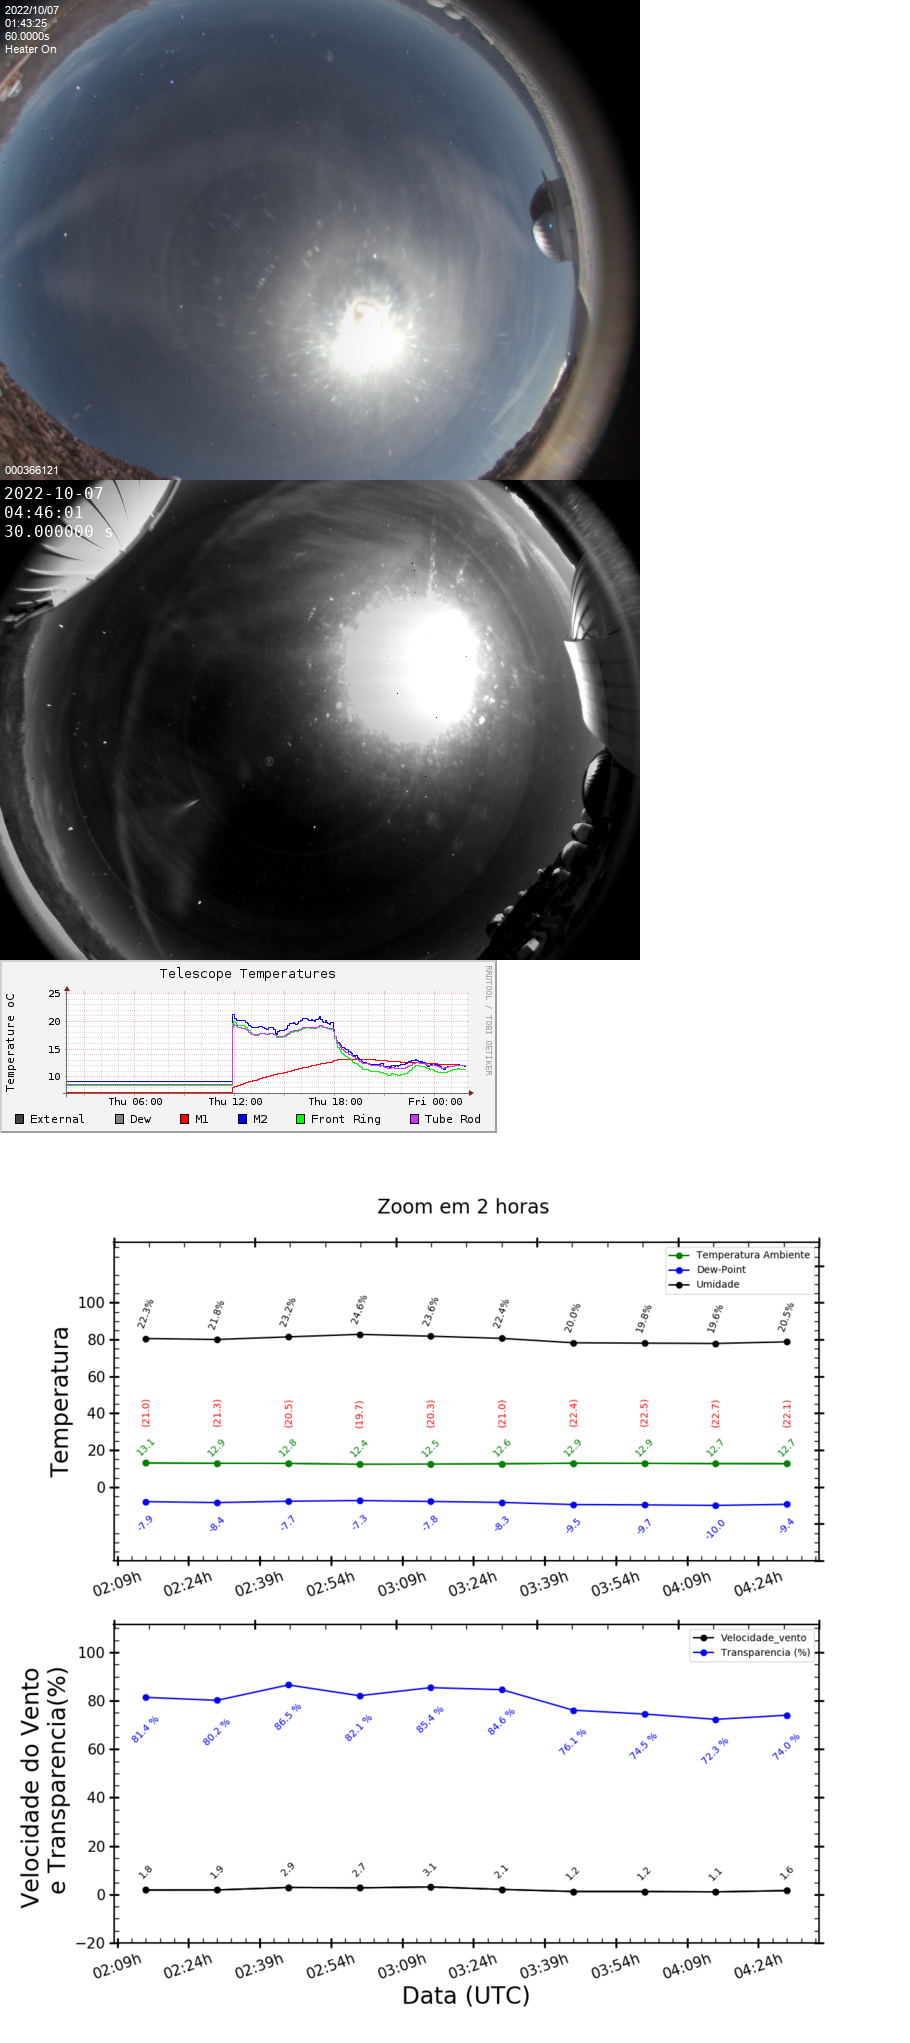 2022/10/07
01:43:25
60.0000s
Heater On
000366121
2022-10-07
04:46:01
30.000000 s
Telescope Temperatures
RRDTOOL / TOBI OETIKER
Temperature oC
25
20
15
10
Thu 06:00 Thu 12:00 Thu 18:00 Fri 00:00
External Dew M1 M2 Front Ring Tube Rod
Zoom em 2 horas
Temperatura Ambiente
Dew-Point
Umidade
Temperatura
100
80
60
40
20
0
22.3% 21.8% 23.2% 24.6% 23.6% 22.4% 20.0% 19.8% 19.6% 20.5%
(21.0) (21.3) (20.5) (19.7) (20.3) (21.0) (22.4) (22.5) (22.7) (22.1)
13.1 12.9 12.8 12.4 12.5 12.6 12.9 12.9 12.7 12.7
-7.9 -8.4 -7.7 -7.3 -7.8 -8.3 -9.5 -9.7 -10.0 -9.4
02:09h 02:24h 02:39h 02:54h 03:09h 03:24h 03:39h 03:54h 04:09h 04:24h
Velocidade_vento
Transparencia (%)
Velocidade do Vento
e Transparencia(%)
100
80
60
40
20
0
−20
81.4 % 80.2 % 86.5 % 82.1 % 85.4 % 84.6 % 76.1 % 74.5 % 72.3 % 74.0 %
1.8 1.9 2.9 2.7 3.1 2.1 1.2 1.2 1.1 1.6
02:09h 02:24h 02:39h 02:54h 03:09h 03:24h 03:39h 03:54h 04:09h 04:24h
Data (UTC)